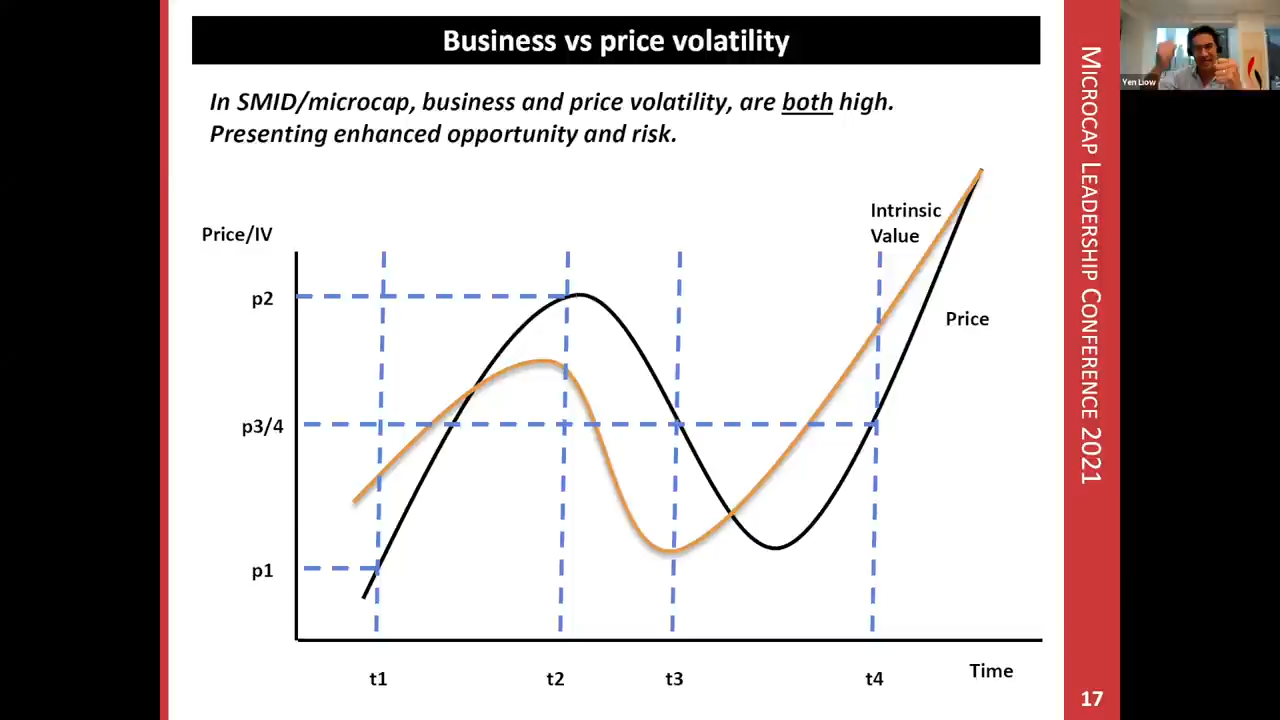 Business vs price volatility
In SMID/microcap, business and price volatility, are both high.
Presenting enhanced opportunity and risk.
Price/IV
p2
p3/4
p1
Intrinsic
Value
Price
t1
t2
t3
t4
Time
MICROCAP LEADERSHIP CONFERENCE 2021
17
Yen Liow